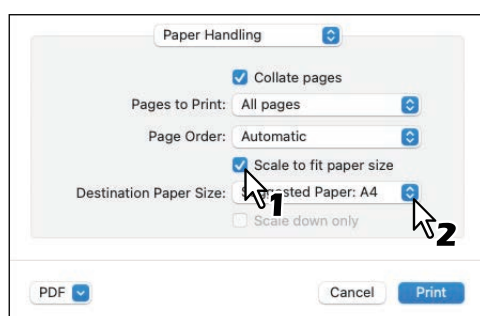 Paper Handling
Collate pages
Pages to Print: All pages
Page Order: Automatic
Scale to fit paper size
Destination Paper Size: Paper: A4
1
Scale down only
2
PDF Cancel Print